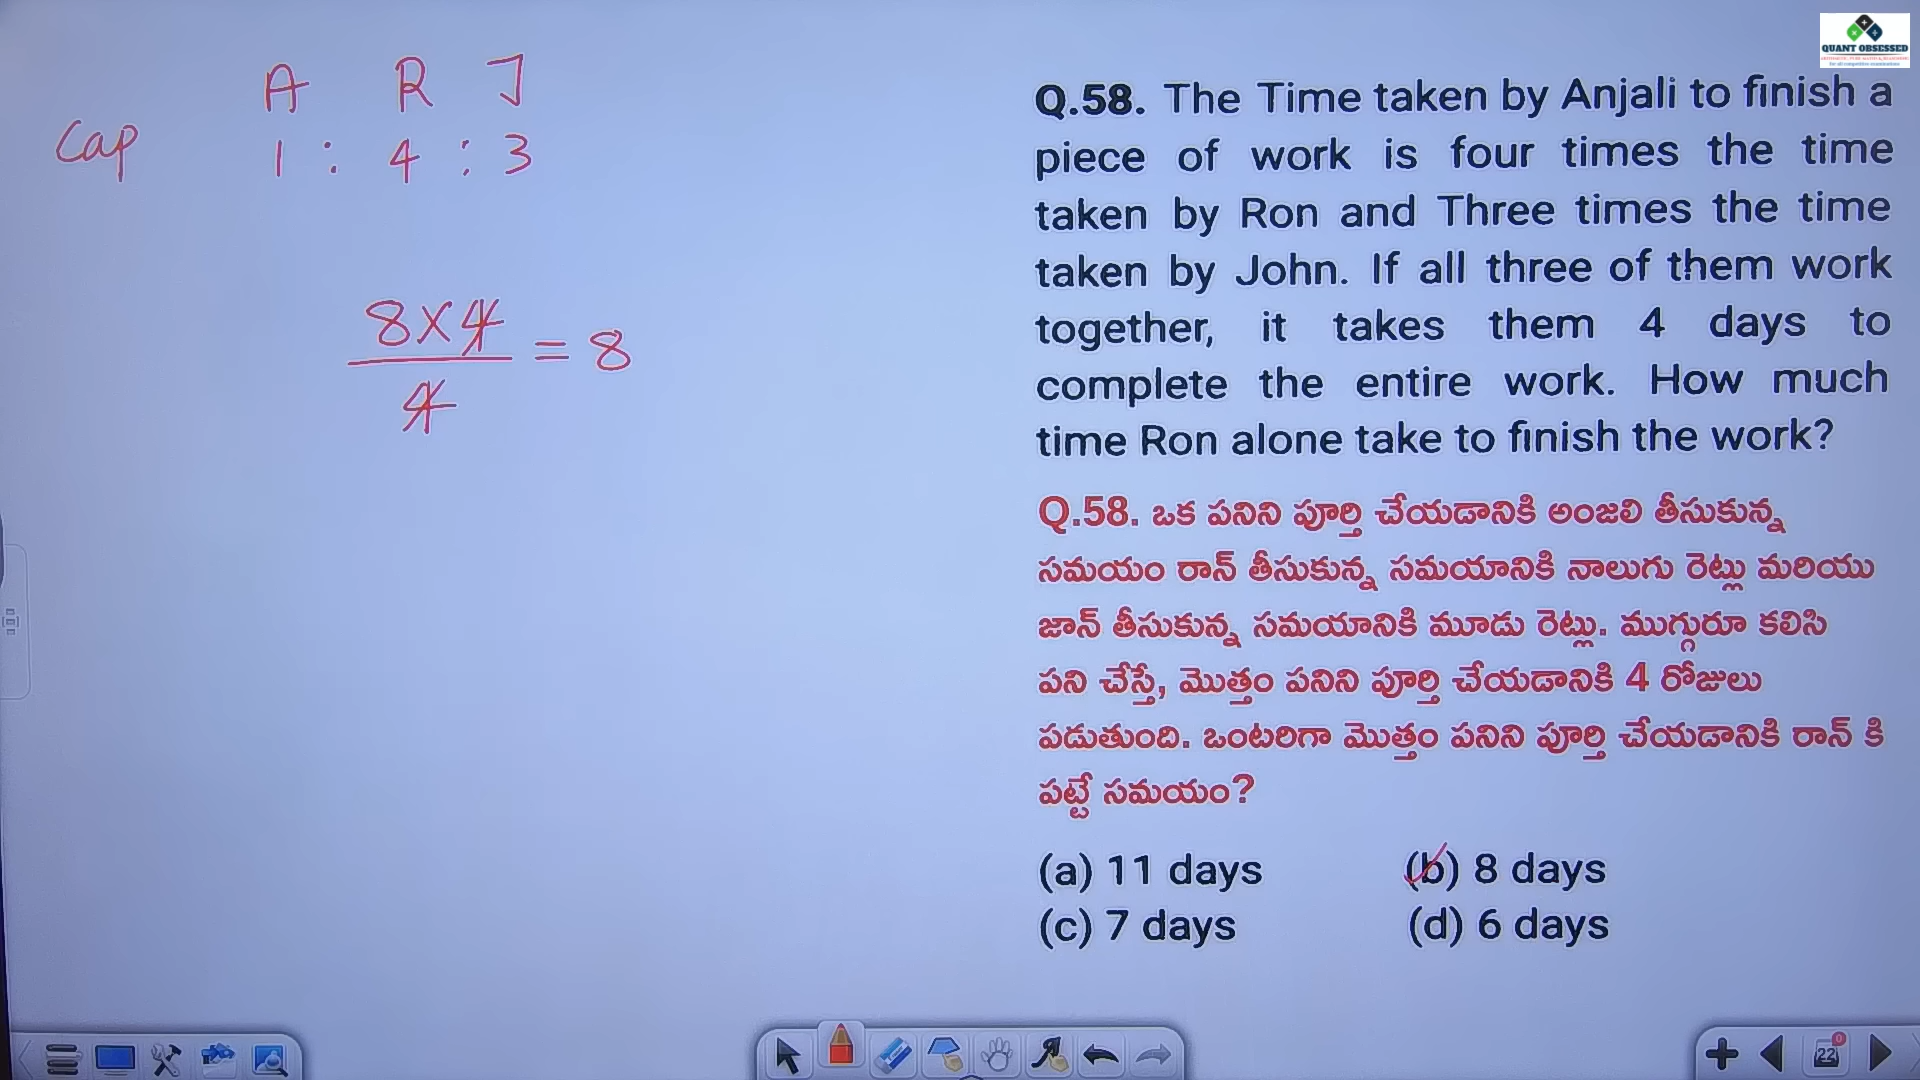 QUANT OBSESSED
A R J
Cap 1 : 4 : 3
8×4
4
= 8
Q.58. The Time taken by Anjali to finish a
piece of work is four times the time
taken by Ron and Three times the time
taken by John. If all three of them work
together, it takes them 4 days to
complete the entire work. How much
time Ron alone take to finish the work?
Q.58. ఒక పనిని పూర్తి చేయడానికి అంజలి తీసుకున్న
సమయం రాన్ తీసుకున్న సమయానికి నాలుగు రెట్లు మరియు
జాన్ తీసుకున్న సమయానికి మూడు రెట్లు. ముగ్గురూ కలిసి
పని చేస్తే, మొత్తం పనిని పూర్తి చేయడానికి 4 రోజులు
పడుతుంది. ఒంటరిగా మొత్తం పనిని పూర్తి చేయడానికి రాన్ కి
పట్టే సమయం?
(a) 11 days (b) 8 days
(c) 7 days (d) 6 days
22
0